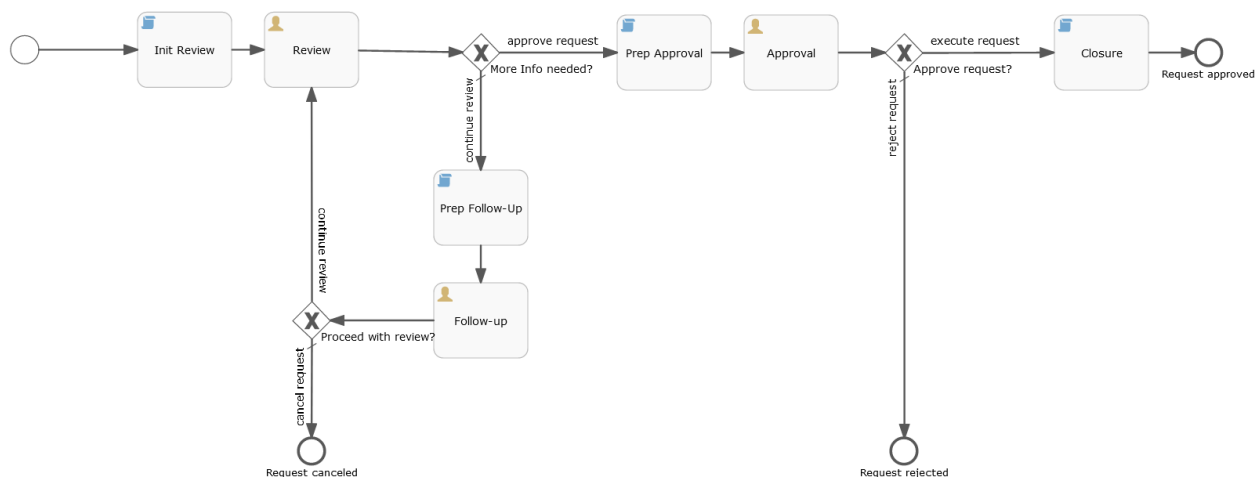 Init Review
Review
approve request
More Info needed?
Prep Approval
Approval
execute request
Approve request?
Closure
Request approved
continue review
reject request
Prep Follow-Up
continue review
Follow-up
Proceed with review?
cancel request
Request canceled
Request rejected